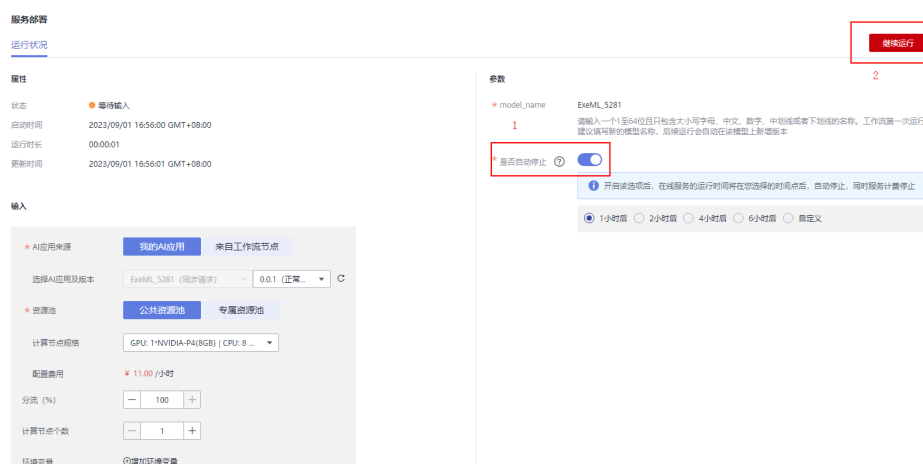 服务部署
运行状况
继续运行
2
属性
状态 等待输入
启动时间 2023/09/01 16:56:00 GMT+08:00
运行时长 00:00:01
更新时间 2023/09/01 16:56:01 GMT+08:00
输入
* AI应用来源 我的AI应用 来自工作流节点
选择AI应用及版本 ExeML_5281（同步请求） 0.0.1（正常...
* 资源池 公共资源池 专属资源池
计算节点规格 GPU: 1*NVIDIA-P4(8GB) | CPU: 8 ...
配置费用 ¥ 11.00 /小时
分流（%） — 100 +
计算节点个数 — 1 +
环境变量 增加环境变量
参数
* model_name ExeML_5281
1
请输入一个1至64位且只包含大小写字母、中文、数字、中划线或者下划线的名称。工作流第一次运行
建议填写新的模型名称，后续运行会自动在该模型上新增版本
* 是否自动停止 ?
开启该选项后，在线服务的运行时间将在您选择的时间点后，自动停止，同时服务计费停止
1小时后 2小时后 4小时后 6小时后 自定义